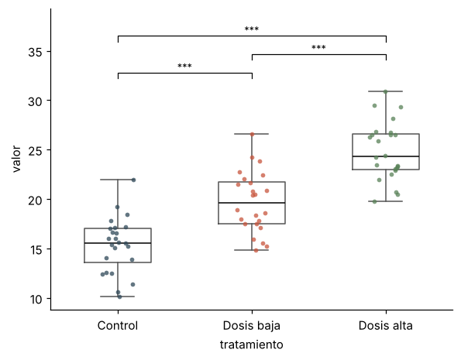 ***
***
***
35
30
25
20
15
10
valor
Control
Dosis baja
Dosis alta
tratamiento